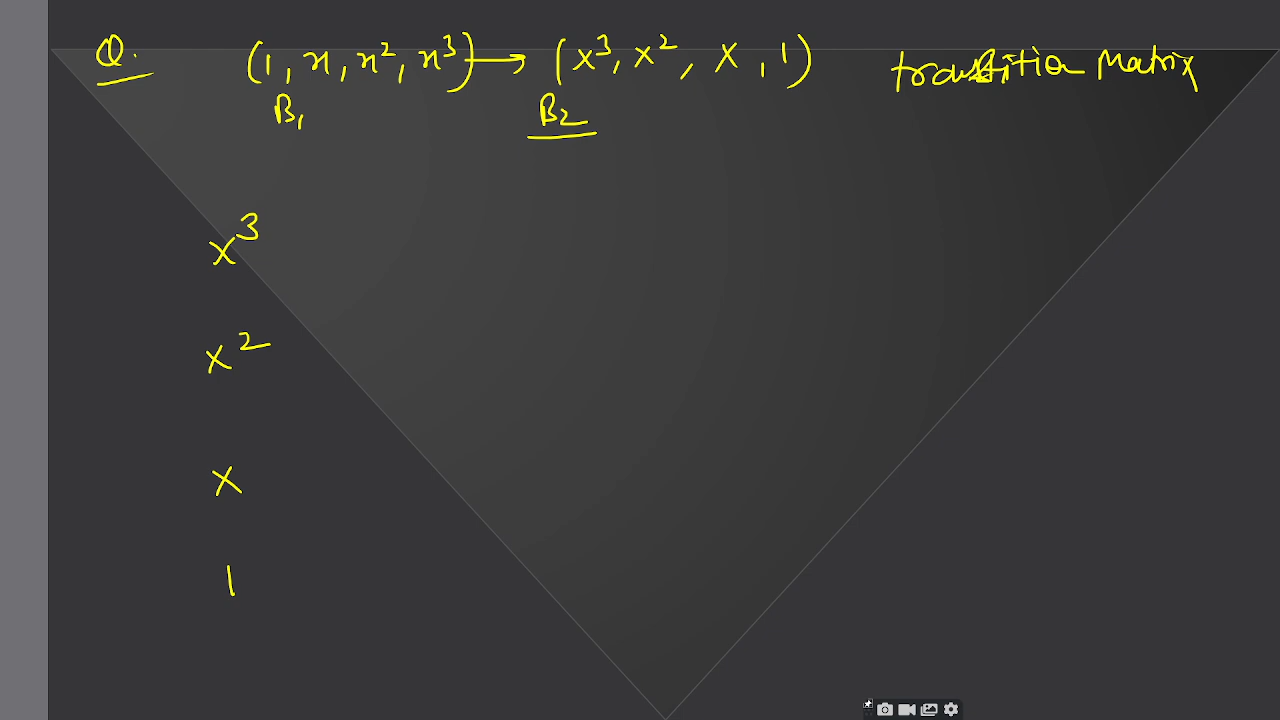 Q. (1, x, x², x³) → (x³, x², x, 1) transition Matrix
B₁ B₂
x³
x²
x
1